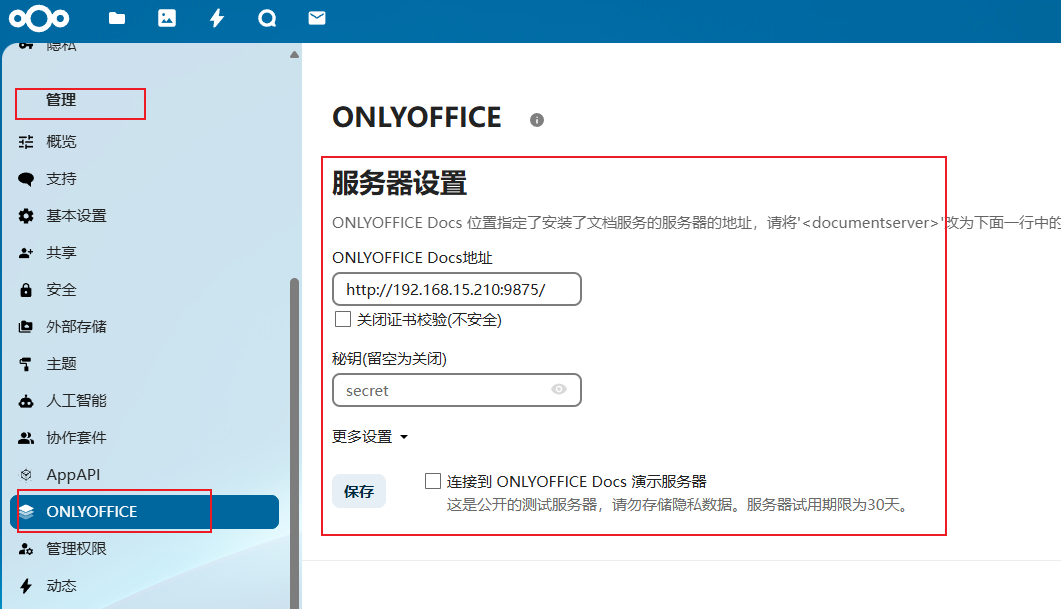 隐私
管理
概览
支持
基本设置
共享
安全
外部存储
主题
人工智能
协作套件
AppAPI
ONLYOFFICE
管理权限
动态
ONLYOFFICE
服务器设置
ONLYOFFICE Docs 位置指定了安装了文档服务的服务器的地址，请将'<documentserver>'改为下面一行中的
ONLYOFFICE Docs地址
http://192.168.15.210:9875/
关闭证书校验(不安全)
秘钥(留空为关闭)
secret
更多设置
保存
连接到 ONLYOFFICE Docs 演示服务器
这是公开的测试服务器，请勿存储隐私数据。服务器试用期限为30天。